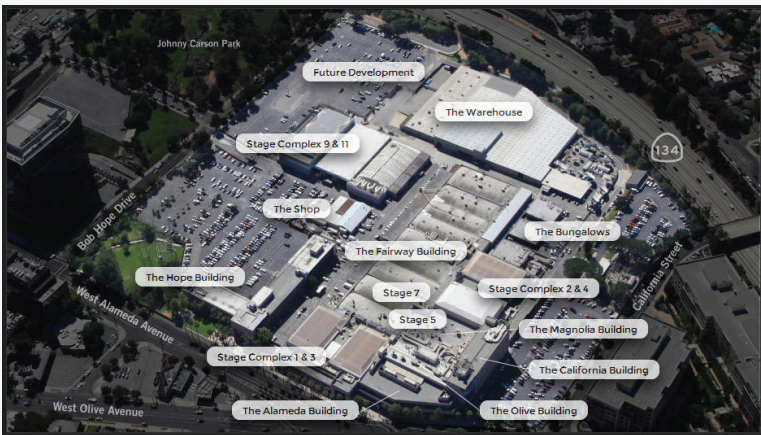 Johnny Carson Park
Future Development
The Warehouse
Stage Complex 9 & 11
134
Bob Hope Drive
The Shop
The Bungalows
The Fairway Building
The Hope Building
California Street
Stage Complex 2 & 4
Stage 7
West Alameda Avenue
Stage 5
The Magnolia Building
Stage Complex 1 & 3
The California Building
West Olive Avenue
The Alameda Building
The Olive Building